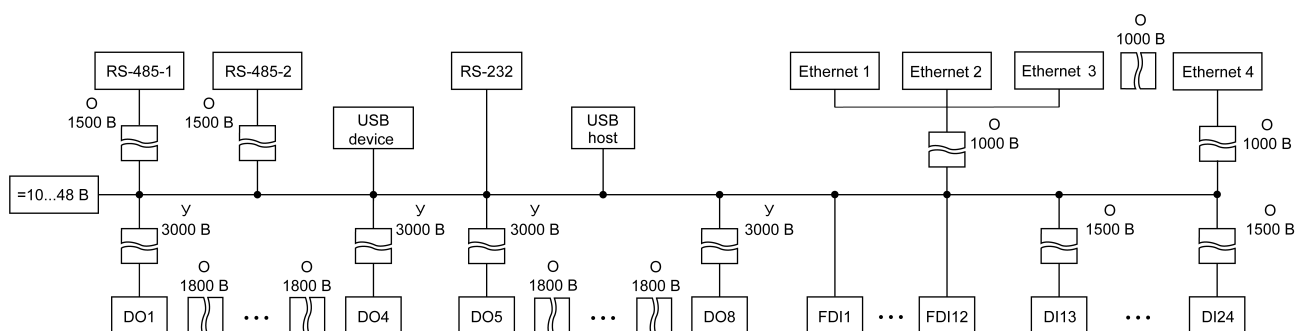 О
1000 В
RS-485-1
RS-485-2
RS-232
Ethernet 1
Ethernet 2
Ethernet 3
Ethernet 4
О
1500 В
О
1500 В
USB
device
USB
host
О
1000 В
О
1000 В
=10...48 В
У
3000 В
У
3000 В
У
3000 В
У
3000 В
О
1500 В
О
1500 В
О
1800 В
О
1800 В
О
1800 В
О
1800 В
DO1
...
DO4
DO5
...
DO8
FDI1
...
FDI12
DI13
...
DI24